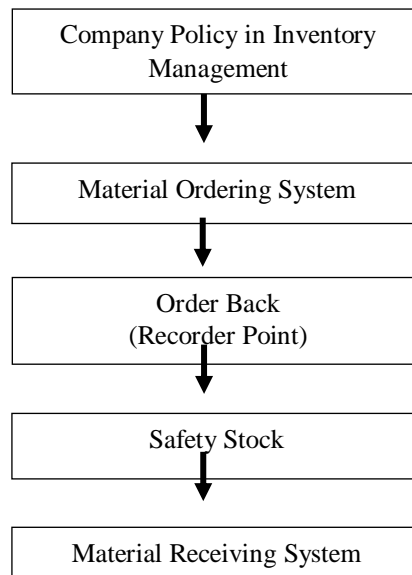 Company Policy in Inventory
Management
Material Ordering System
Order Back
(Recorder Point)
Safety Stock
Material Receiving System